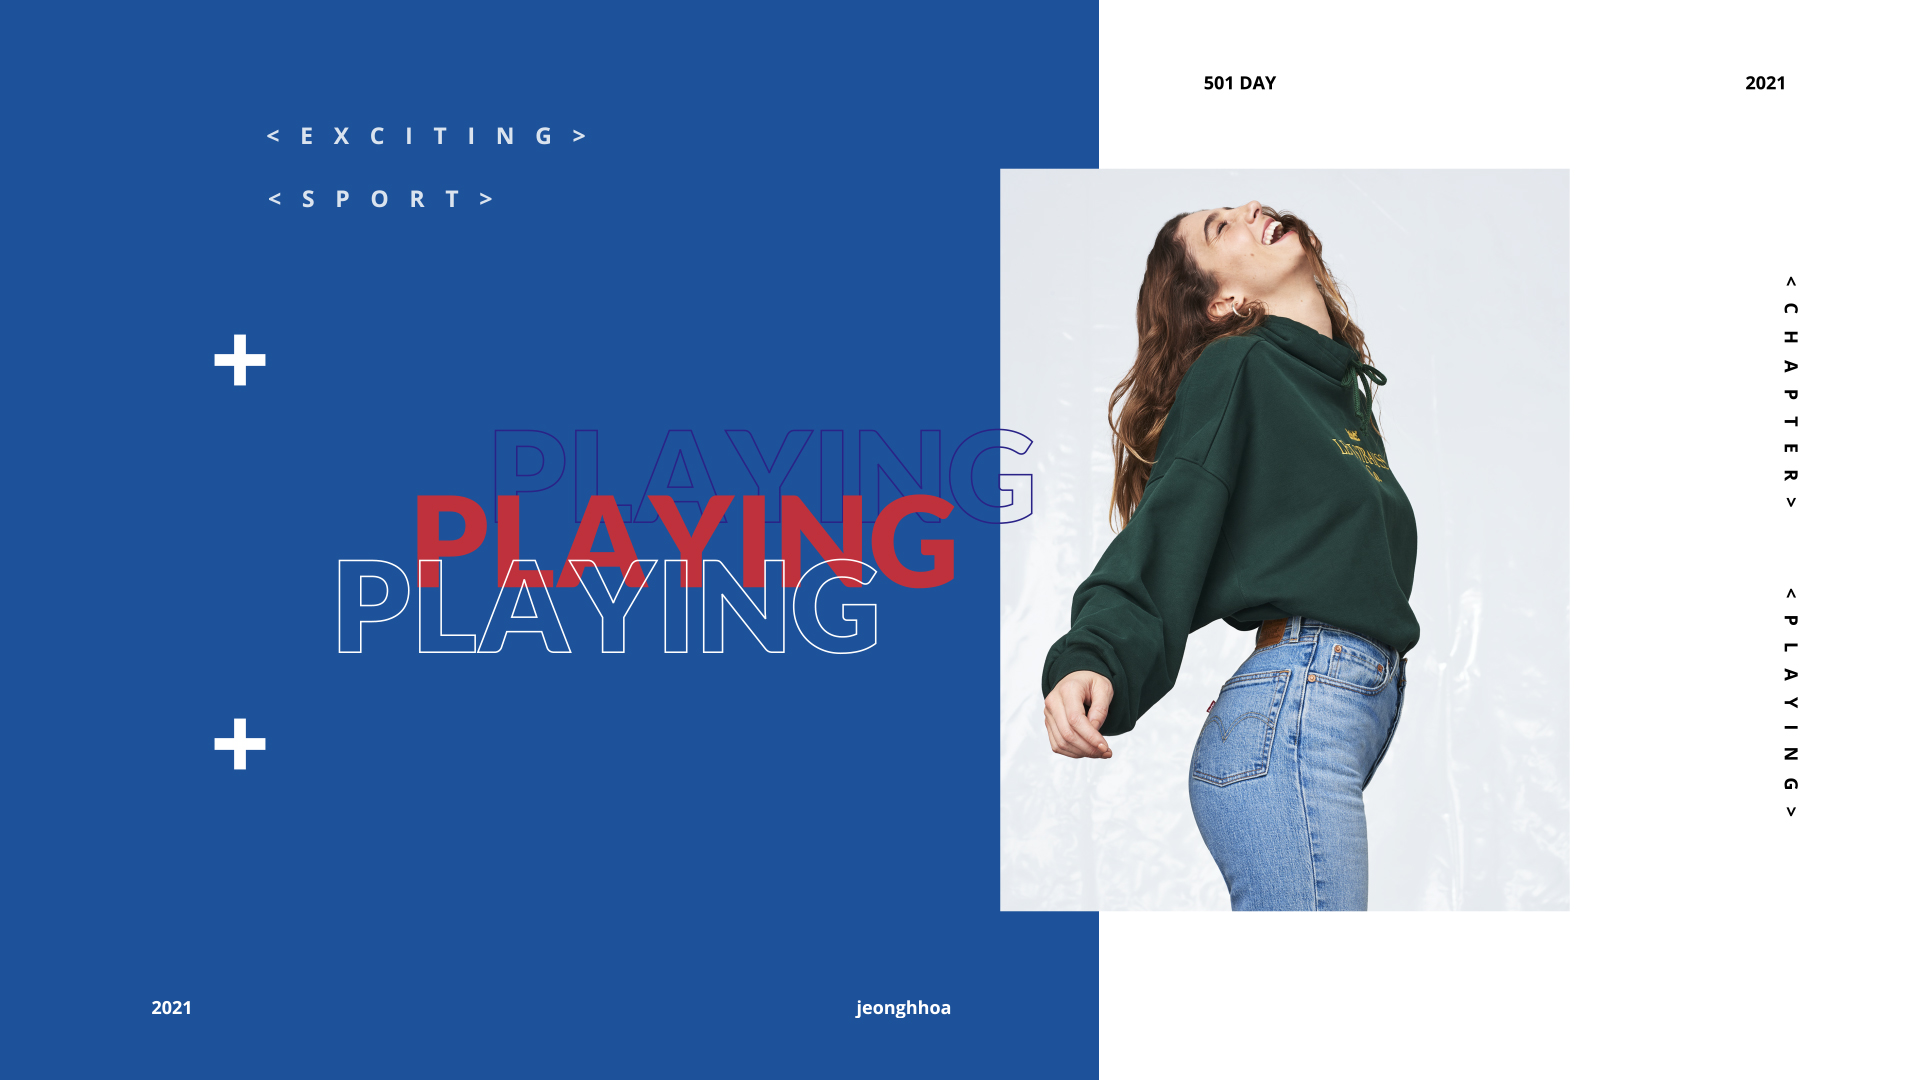 501 DAY
2021
< E X C I T I N G >
< S P O R T >
PLAYING
PLAYING
PLAYING
< C H A P T E R >
< P L A Y I N G >
2021
jeonghhoa